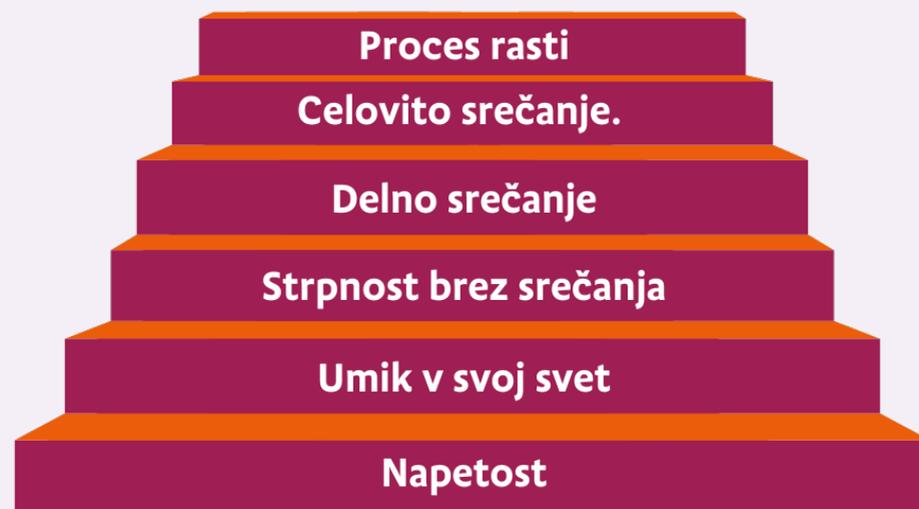 Proces rasti
Celovito srečanje.
Delno srečanje
Strpnost brez srečanja
Umik v svoj svet
Napetost